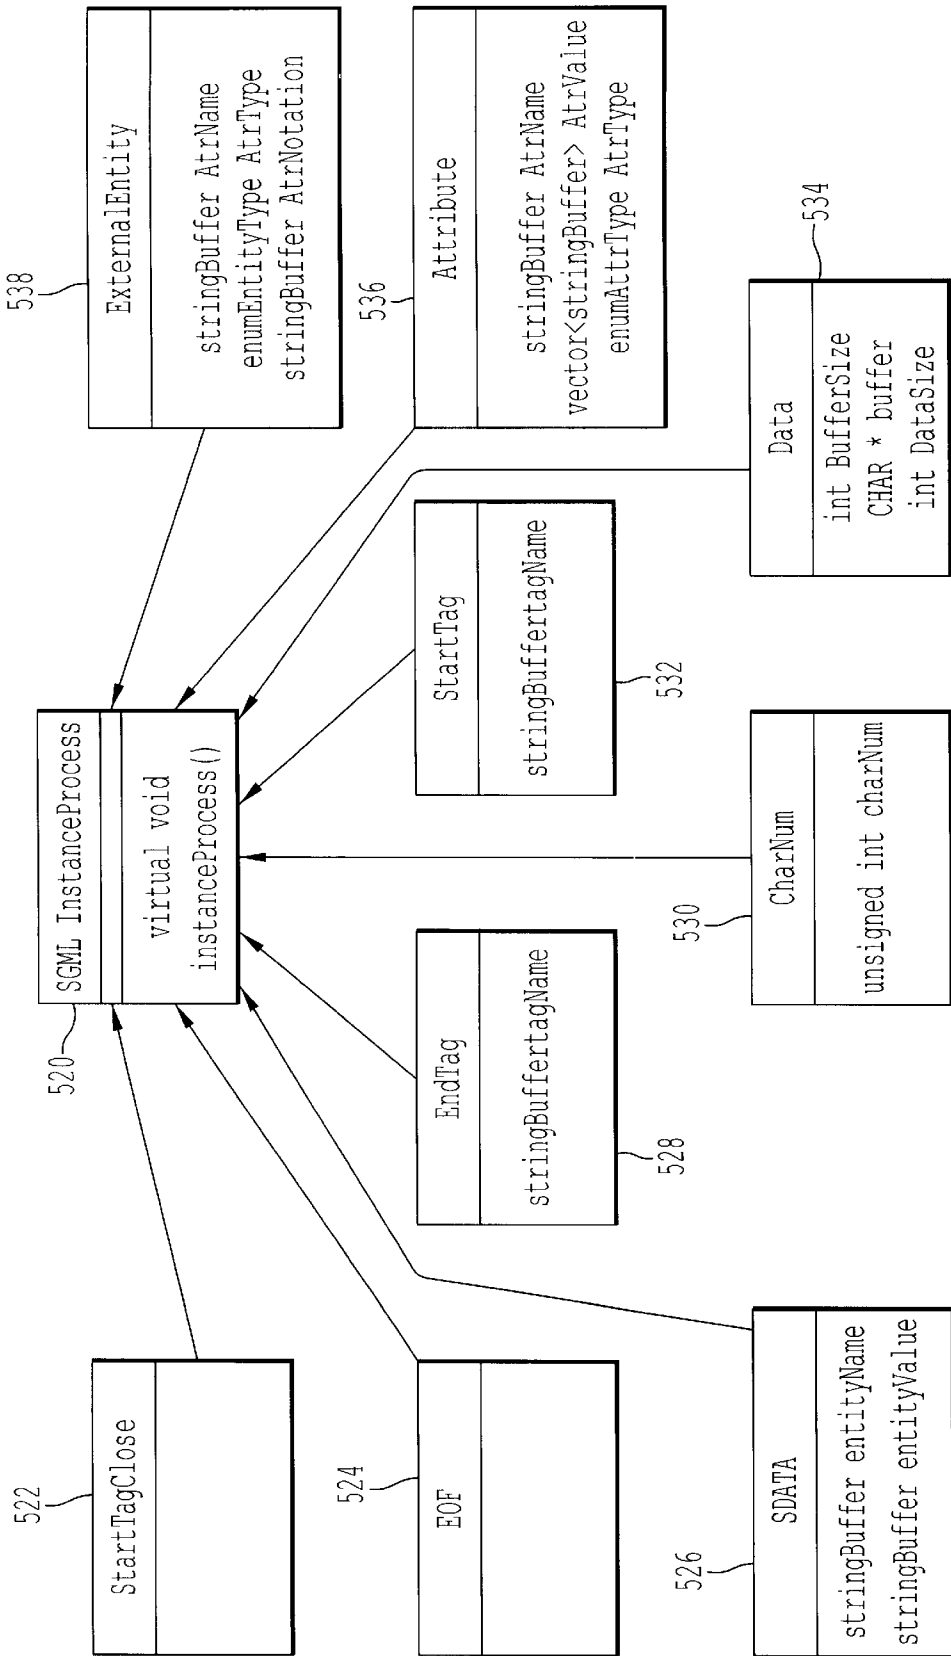 520
SGML InstanceProcess
virtual void
instanceProcess()
522
StartTagClose
524
EOF
526
SDATA
stringBuffer entityName
stringBuffer entityValue
EndTag
stringBuffertagName
528
530
CharNum
unsigned int charNum
StartTag
stringBuffertagName
532
Data
int BufferSize
CHAR * buffer
int DataSize
534
536
Attribute
stringBuffer AtrName
vector<stringBuffer> AtrValue
enumAttrType AtrType
538
ExternalEntity
stringBuffer AtrName
enumEntityType AtrType
stringBuffer AtrNotation